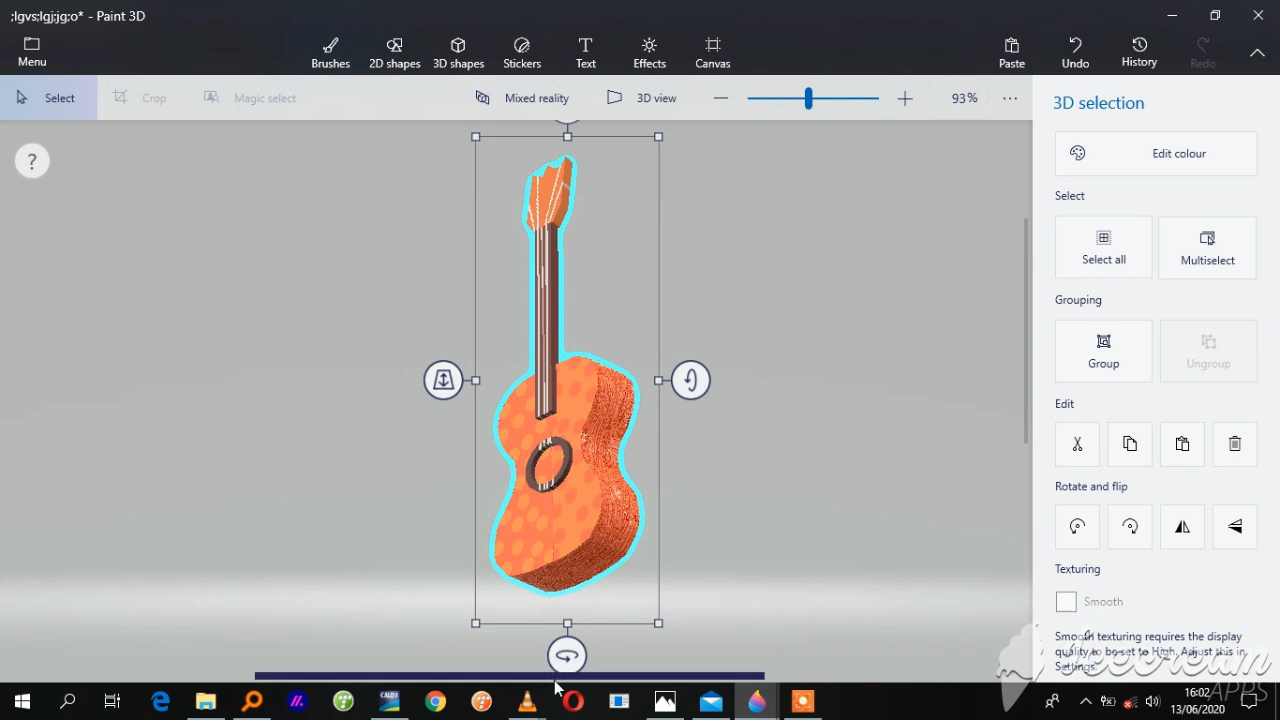 ;lgvs;lgj;jg;o* - Paint 3D
Menu
Brushes
2D shapes
3D shapes
Stickers
Text
Effects
Canvas
Paste
Undo
History
Redo
Select
Crop
Magic select
Mixed reality
3D view
93%
3D selection
?
Edit colour
Select
Select all
Multiselect
Grouping
Group
Ungroup
Edit
Rotate and flip
Texturing
Smooth
Smooth texturing requires the display
quality to be set to High. Adjust this in
Settings.
Icecream
APPS
CALEB
16:02
13/06/2020